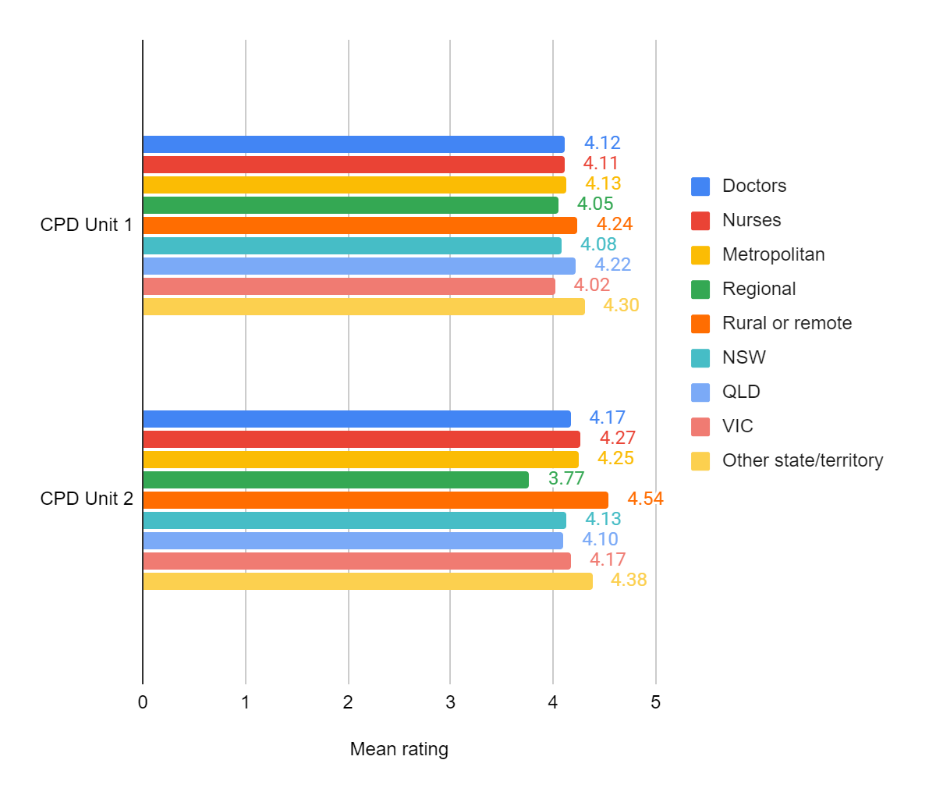 CPD Unit 1
4.12
4.11
4.13
4.05
4.24
4.08
4.22
4.02
4.30
CPD Unit 2
4.17
4.27
4.25
3.77
4.54
4.13
4.10
4.17
4.38
0 1 2 3 4 5
Mean rating
Doctors
Nurses
Metropolitan
Regional
Rural or remote
NSW
QLD
VIC
Other state/territory